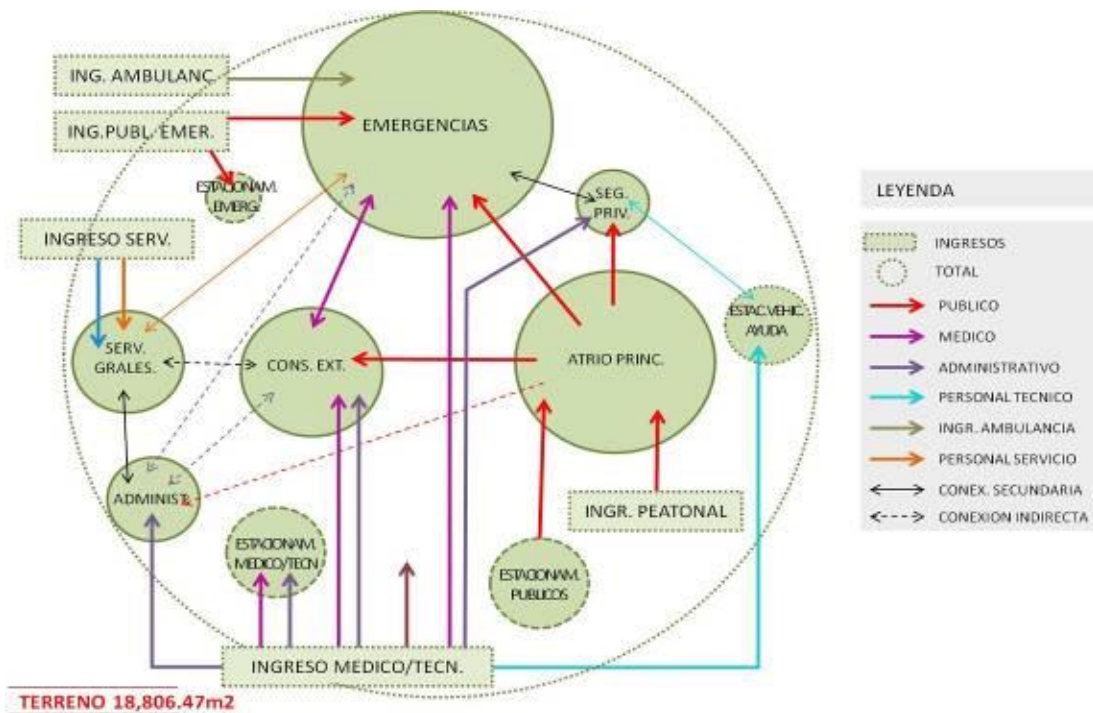 ING. AMBULANC.
EMERGENCIAS
ING.PUBL. EMER.
ESTACIONAM.
EMERG.
SEG.
PRIV.
INGRESO SERV.
SERV.
GRALES.
CONS. EXT.
ATRIO PRINC.
ESTAC.VEHIC.
AYUDA
ADMINIST.
ESTACIONAM.
MEDICO/TECN
INGR. PEATONAL
ESTACIONAM.
PUBLICOS
INGRESO MEDICO/TECN.
TERRENO 18,806.47m2
LEYENDA
INGRESOS
TOTAL
PUBLICO
MEDICO
ADMINISTRATIVO
PERSONAL TECNICO
INGR. AMBULANCIA
PERSONAL SERVICIO
CONEX. SECUNDARIA
CONEXION INDIRECTA